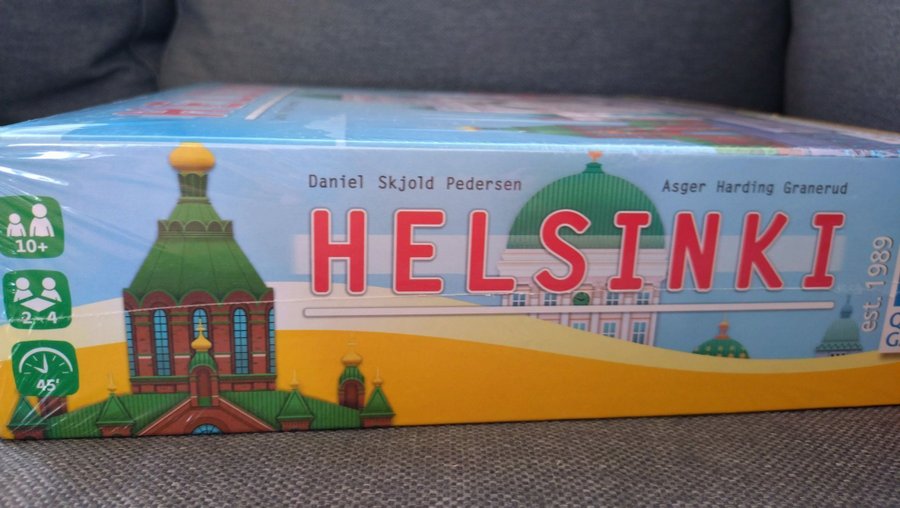 Daniel Skjold Pedersen
Asger Harding Granerud
HELSINKI
10+
2-4
45'
est. 1989